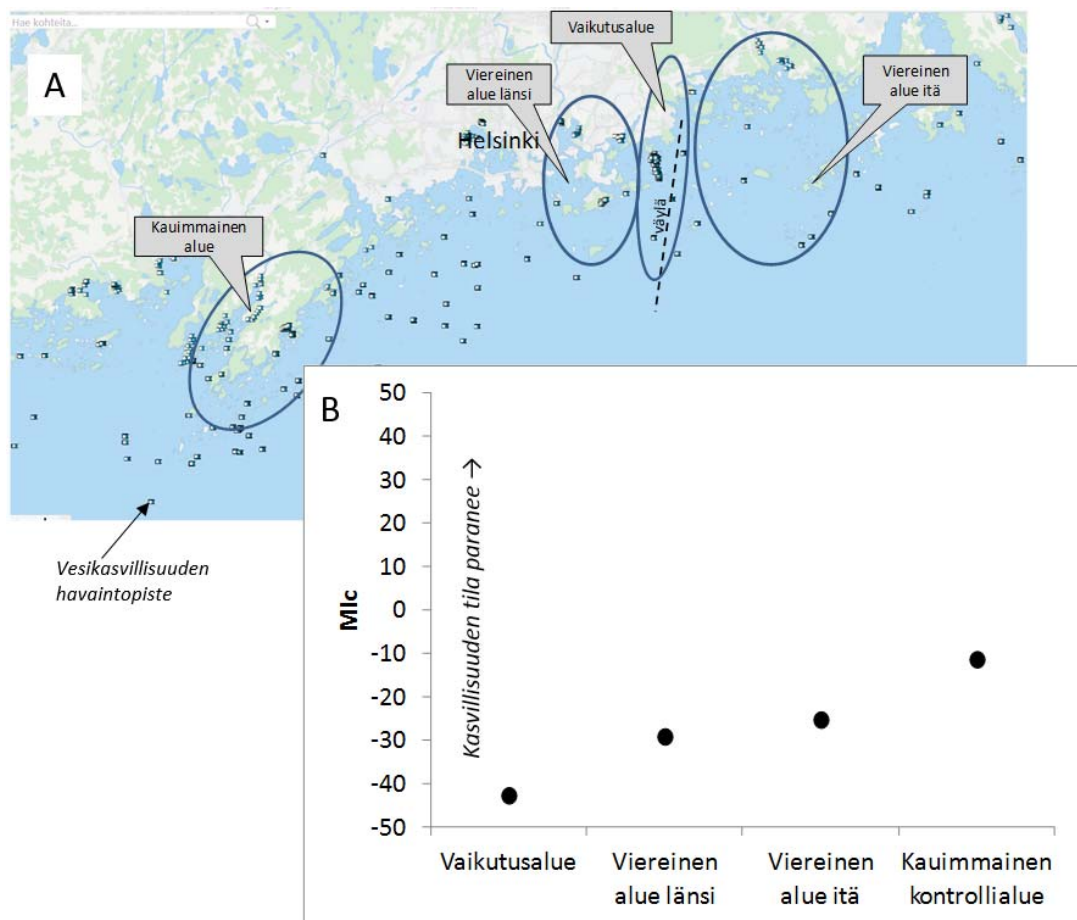 Hae kohteita...
A
Vaikutusalue
Viereinen
alue länsi
Viereinen
alue itä
Helsinki
Kauimmainen
alue
väylä
Vesikasvillisuuden
havaintopiste
B
50
40
30
20
10
0
-10
-20
-30
-40
-50
MIc
Kasvillisuuden tila paranee →
Vaikutusalue
Viereinen
alue länsi
Viereinen
alue itä
Kauimmainen
kontrollialue